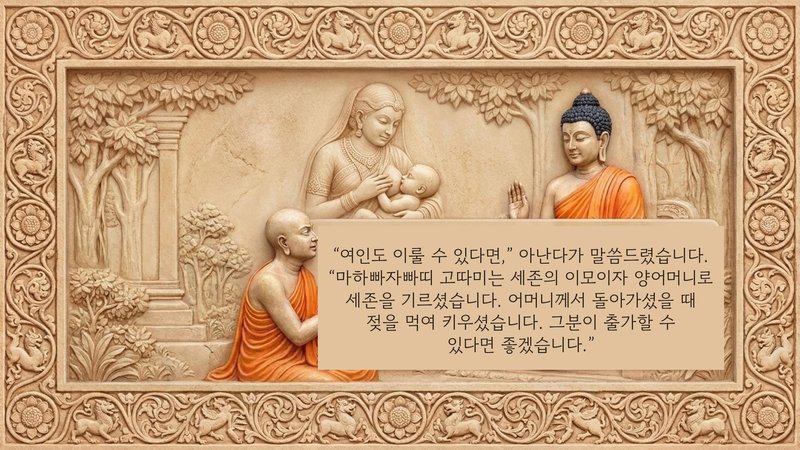 “여인도 이룰 수 있다면,” 아난다가 말씀드렸습니다.
“마하빠자빠띠 고따미는 세존의 이모이자 양어머니로
세존을 기르셨습니다. 어머니께서 돌아가셨을 때
젖을 먹여 키우셨습니다. 그분이 출가할 수
있다면 좋겠습니다.”